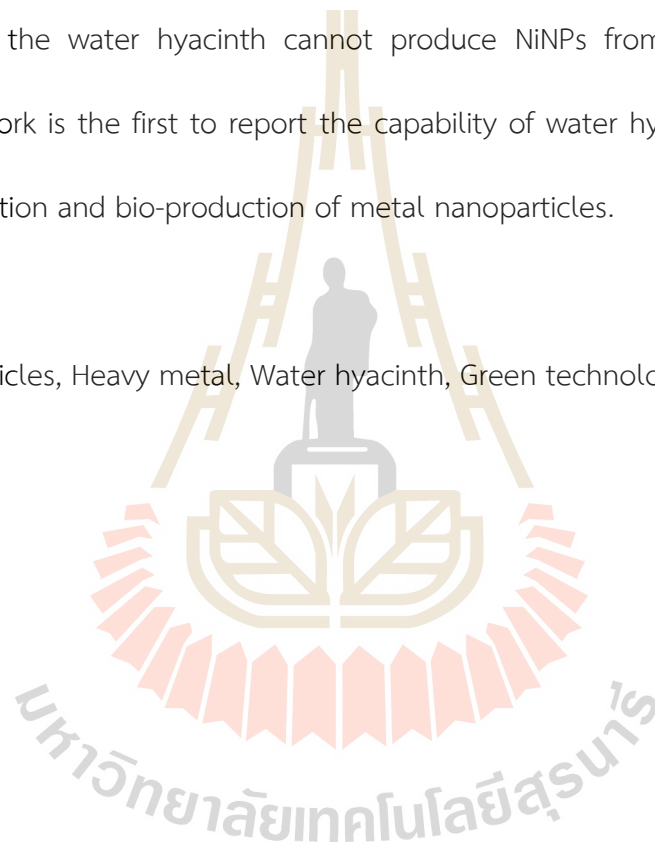 the water hyacinth cannot produce NiNPs from
ork is the first to report the capability of water hy
tion and bio-production of metal nanoparticles.
icles, Heavy metal, Water hyacinth, Green technolo
มหาวิทยาลัยเทคโนโลยีสุรนารี